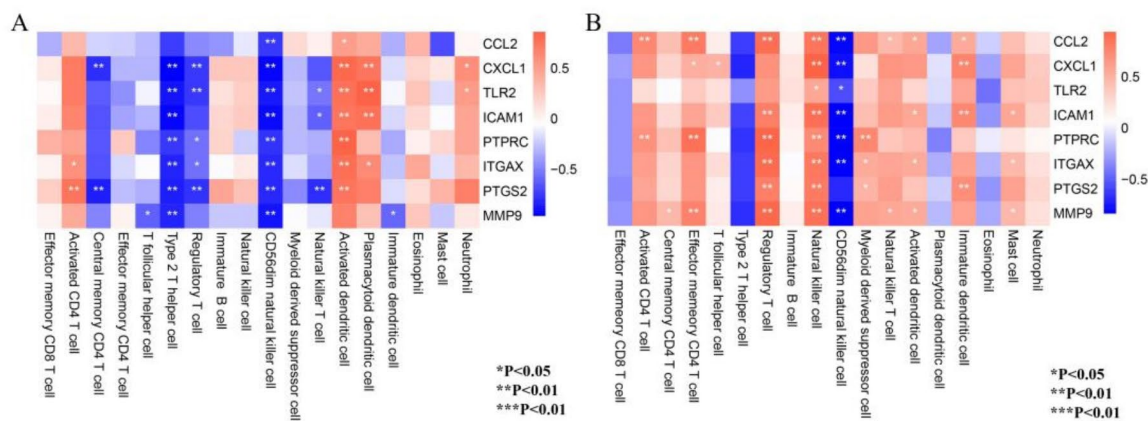 A
CCL2
CXCL1
TLR2
ICAM1
PTPRC
ITGAX
PTGS2
MMP9
0.5
0
−0.5
Effector memory CD8 T cell
Activated CD4 T cell
Central memory CD4 T cell
Effector memory CD4 T cell
T follicular helper cell
Type 2 T helper cell
Regulatory T cell
Immature B cell
Natural killer cell
CD56dim natural killer cell
Myeloid derived suppressor cell
Natural killer T cell
Activated dendritic cell
Plasmacytoid dendritic cell
Immature dendritic cell
Eosinophil
Mast cell
Neutrophil
*P<0.05
**P<0.01
***P<0.01
B
CCL2
CXCL1
TLR2
ICAM1
PTPRC
ITGAX
PTGS2
MMP9
0.5
0
−0.5
Effector memeory CD8 T cell
Activated CD4 T cell
Central memory CD4 T cell
Effector memeory CD4 T cell
T follicular helper cell
Type 2 T helper cell
Regulatory T cell
Immature B cell
Natural killer cell
CD56dim natural killer cell
Myeloid derived suppressor cell
Natural killer T cell
Activated dendritic cell
Plasmacytoid dendritic cell
Immature dendritic cell
Eosinophil
Mast cell
Neutrophil
*P<0.05
**P<0.01
***P<0.01